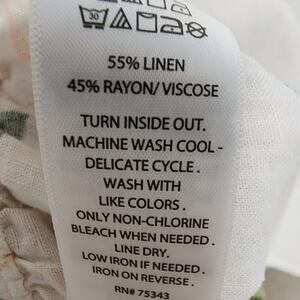 30
55% LINEN
45% RAYON/ VISCOSE
TURN INSIDE OUT.
MACHINE WASH COOL -
DELICATE CYCLE.
WASH WITH
LIKE COLORS.
ONLY NON-CHLORINE
BLEACH WHEN NEEDED.
LINE DRY.
LOW IRON IF NEEDED.
IRON ON REVERSE.
RN# 75343